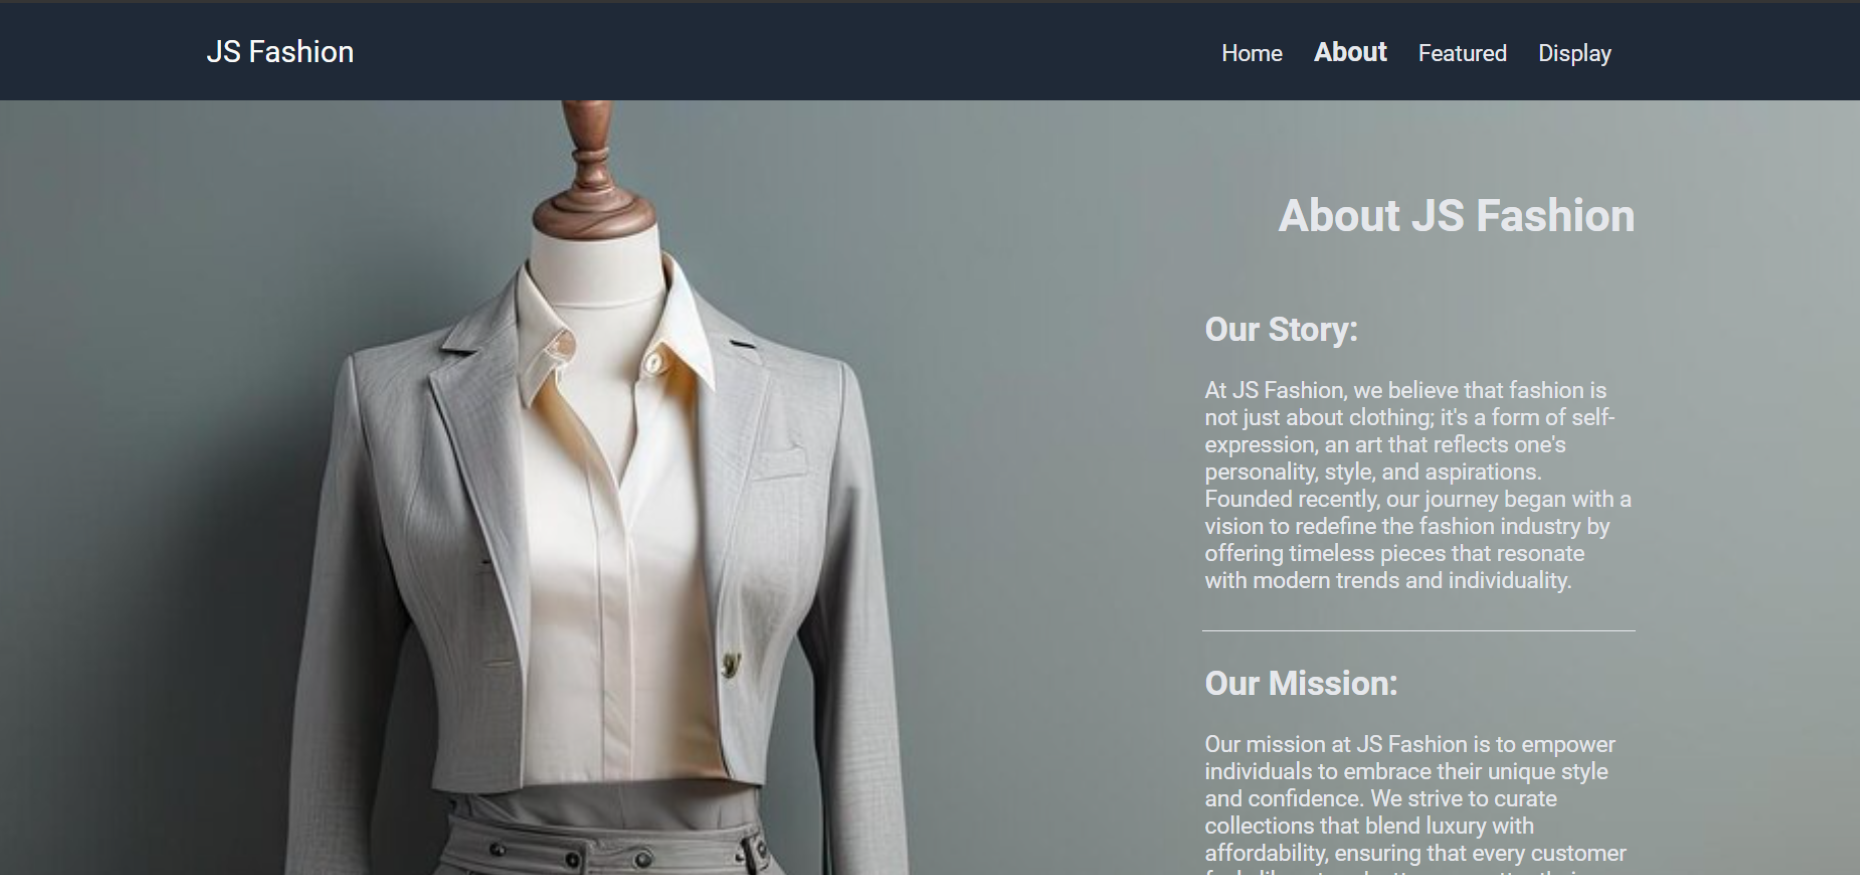 JS Fashion
Home About Featured Display
About JS Fashion
Our Story:
At JS Fashion, we believe that fashion is
not just about clothing; it's a form of self-
expression, an art that reflects one's
personality, style, and aspirations.
Founded recently, our journey began with a
vision to redefine the fashion industry by
offering timeless pieces that resonate
with modern trends and individuality.
Our Mission:
Our mission at JS Fashion is to empower
individuals to embrace their unique style
and confidence. We strive to curate
collections that blend luxury with
affordability, ensuring that every customer